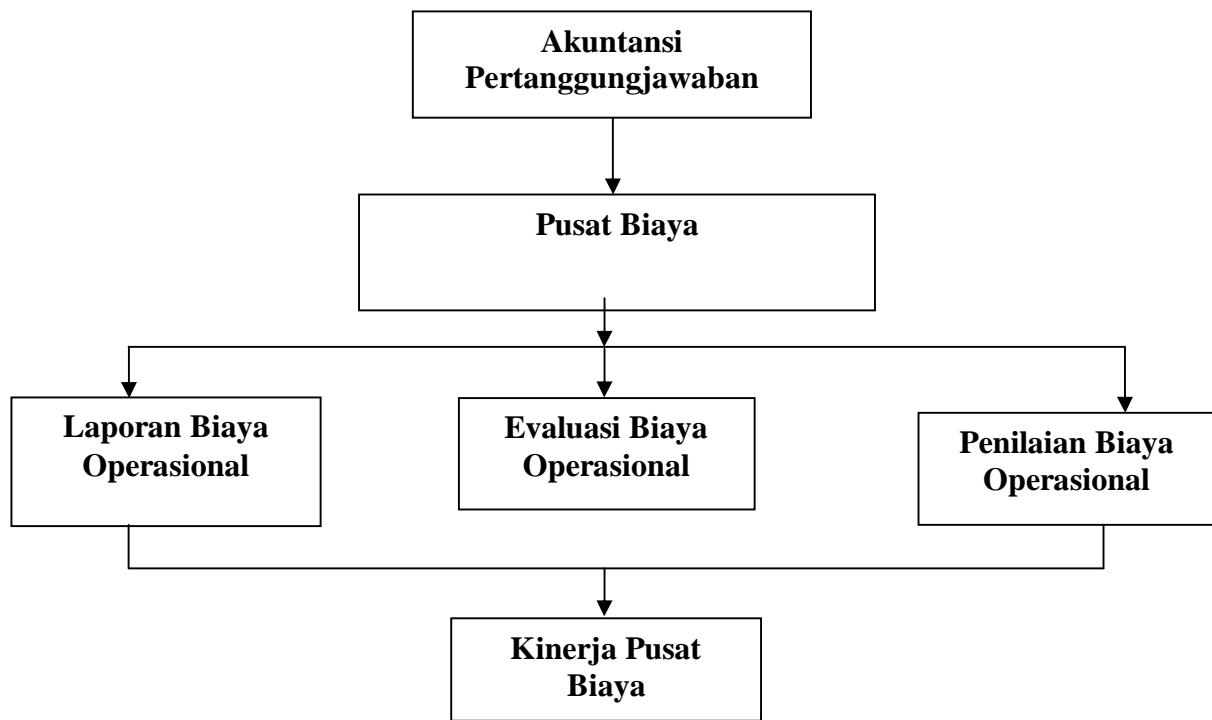 Akuntansi
Pertanggungjawaban
Pusat Biaya
Laporan Biaya
Operasional
Evaluasi Biaya
Operasional
Penilaian Biaya
Operasional
Kinerja Pusat
Biaya